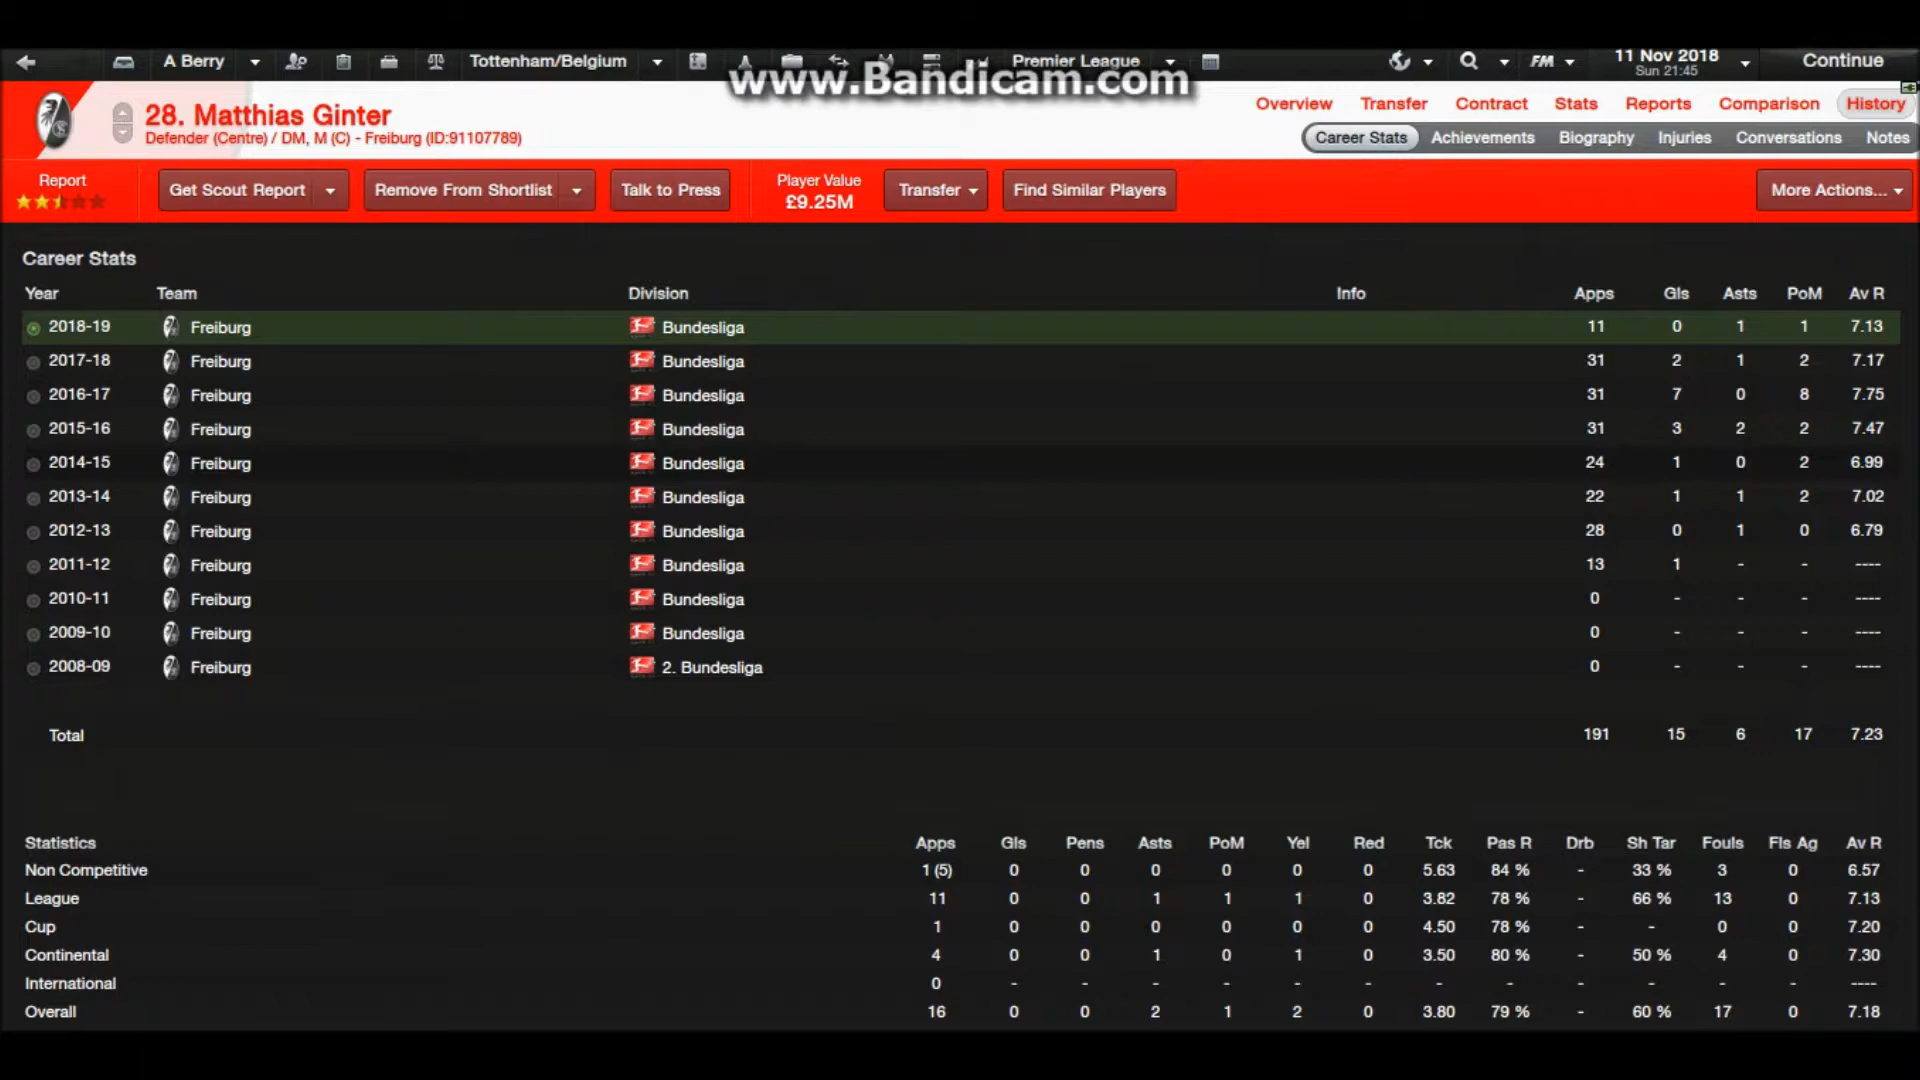 A Berry Tottenham/Belgium Premier League FM 11 Nov 2018 Continue
Sun 21:45
www.Bandicam.com
28. Matthias Ginter Overview Transfer Contract Stats Reports Comparison History
Defender (Centre) / DM, M (C) - Freiburg (ID:91107789) Career Stats Achievements Biography Injuries Conversations Notes
Report Get Scout Report Remove From Shortlist Talk to Press Player Value Transfer Find Similar Players More Actions...
£9.25M
Career Stats
Year Team Division Info Apps Gls Asts PoM Av R
2018-19 Freiburg Bundesliga 11 0 1 1 7.13
2017-18 Freiburg Bundesliga 31 2 1 2 7.17
2016-17 Freiburg Bundesliga 31 7 0 8 7.75
2015-16 Freiburg Bundesliga 31 3 2 2 7.47
2014-15 Freiburg Bundesliga 24 1 0 2 6.99
2013-14 Freiburg Bundesliga 22 1 1 2 7.02
2012-13 Freiburg Bundesliga 28 0 1 0 6.79
2011-12 Freiburg Bundesliga 13 1 - - ----
2010-11 Freiburg Bundesliga 0 - - - ----
2009-10 Freiburg Bundesliga 0 - - - ----
2008-09 Freiburg 2. Bundesliga 0 - - - ----
Total 191 15 6 17 7.23
Statistics Apps Gls Pens Asts PoM Yel Red Tck Pas R Drb Sh Tar Fouls Fls Ag Av R
Non Competitive 1 (5) 0 0 0 0 0 0 5.63 84 % - 33 % 3 0 6.57
League 11 0 0 1 1 1 0 3.82 78 % - 66 % 13 0 7.13
Cup 1 0 0 0 0 0 0 4.50 78 % - - 0 0 7.20
Continental 4 0 0 1 0 1 0 3.50 80 % - 50 % 4 0 7.30
International 0 - - - - - - - - - - - - ----
Overall 16 0 0 2 1 2 0 3.80 79 % - 60 % 17 0 7.18